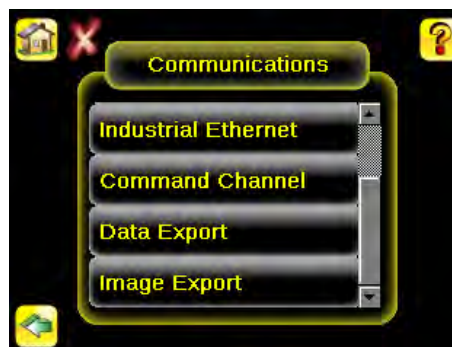 Communications
Industrial Ethernet
Command Channel
Data Export
Image Export